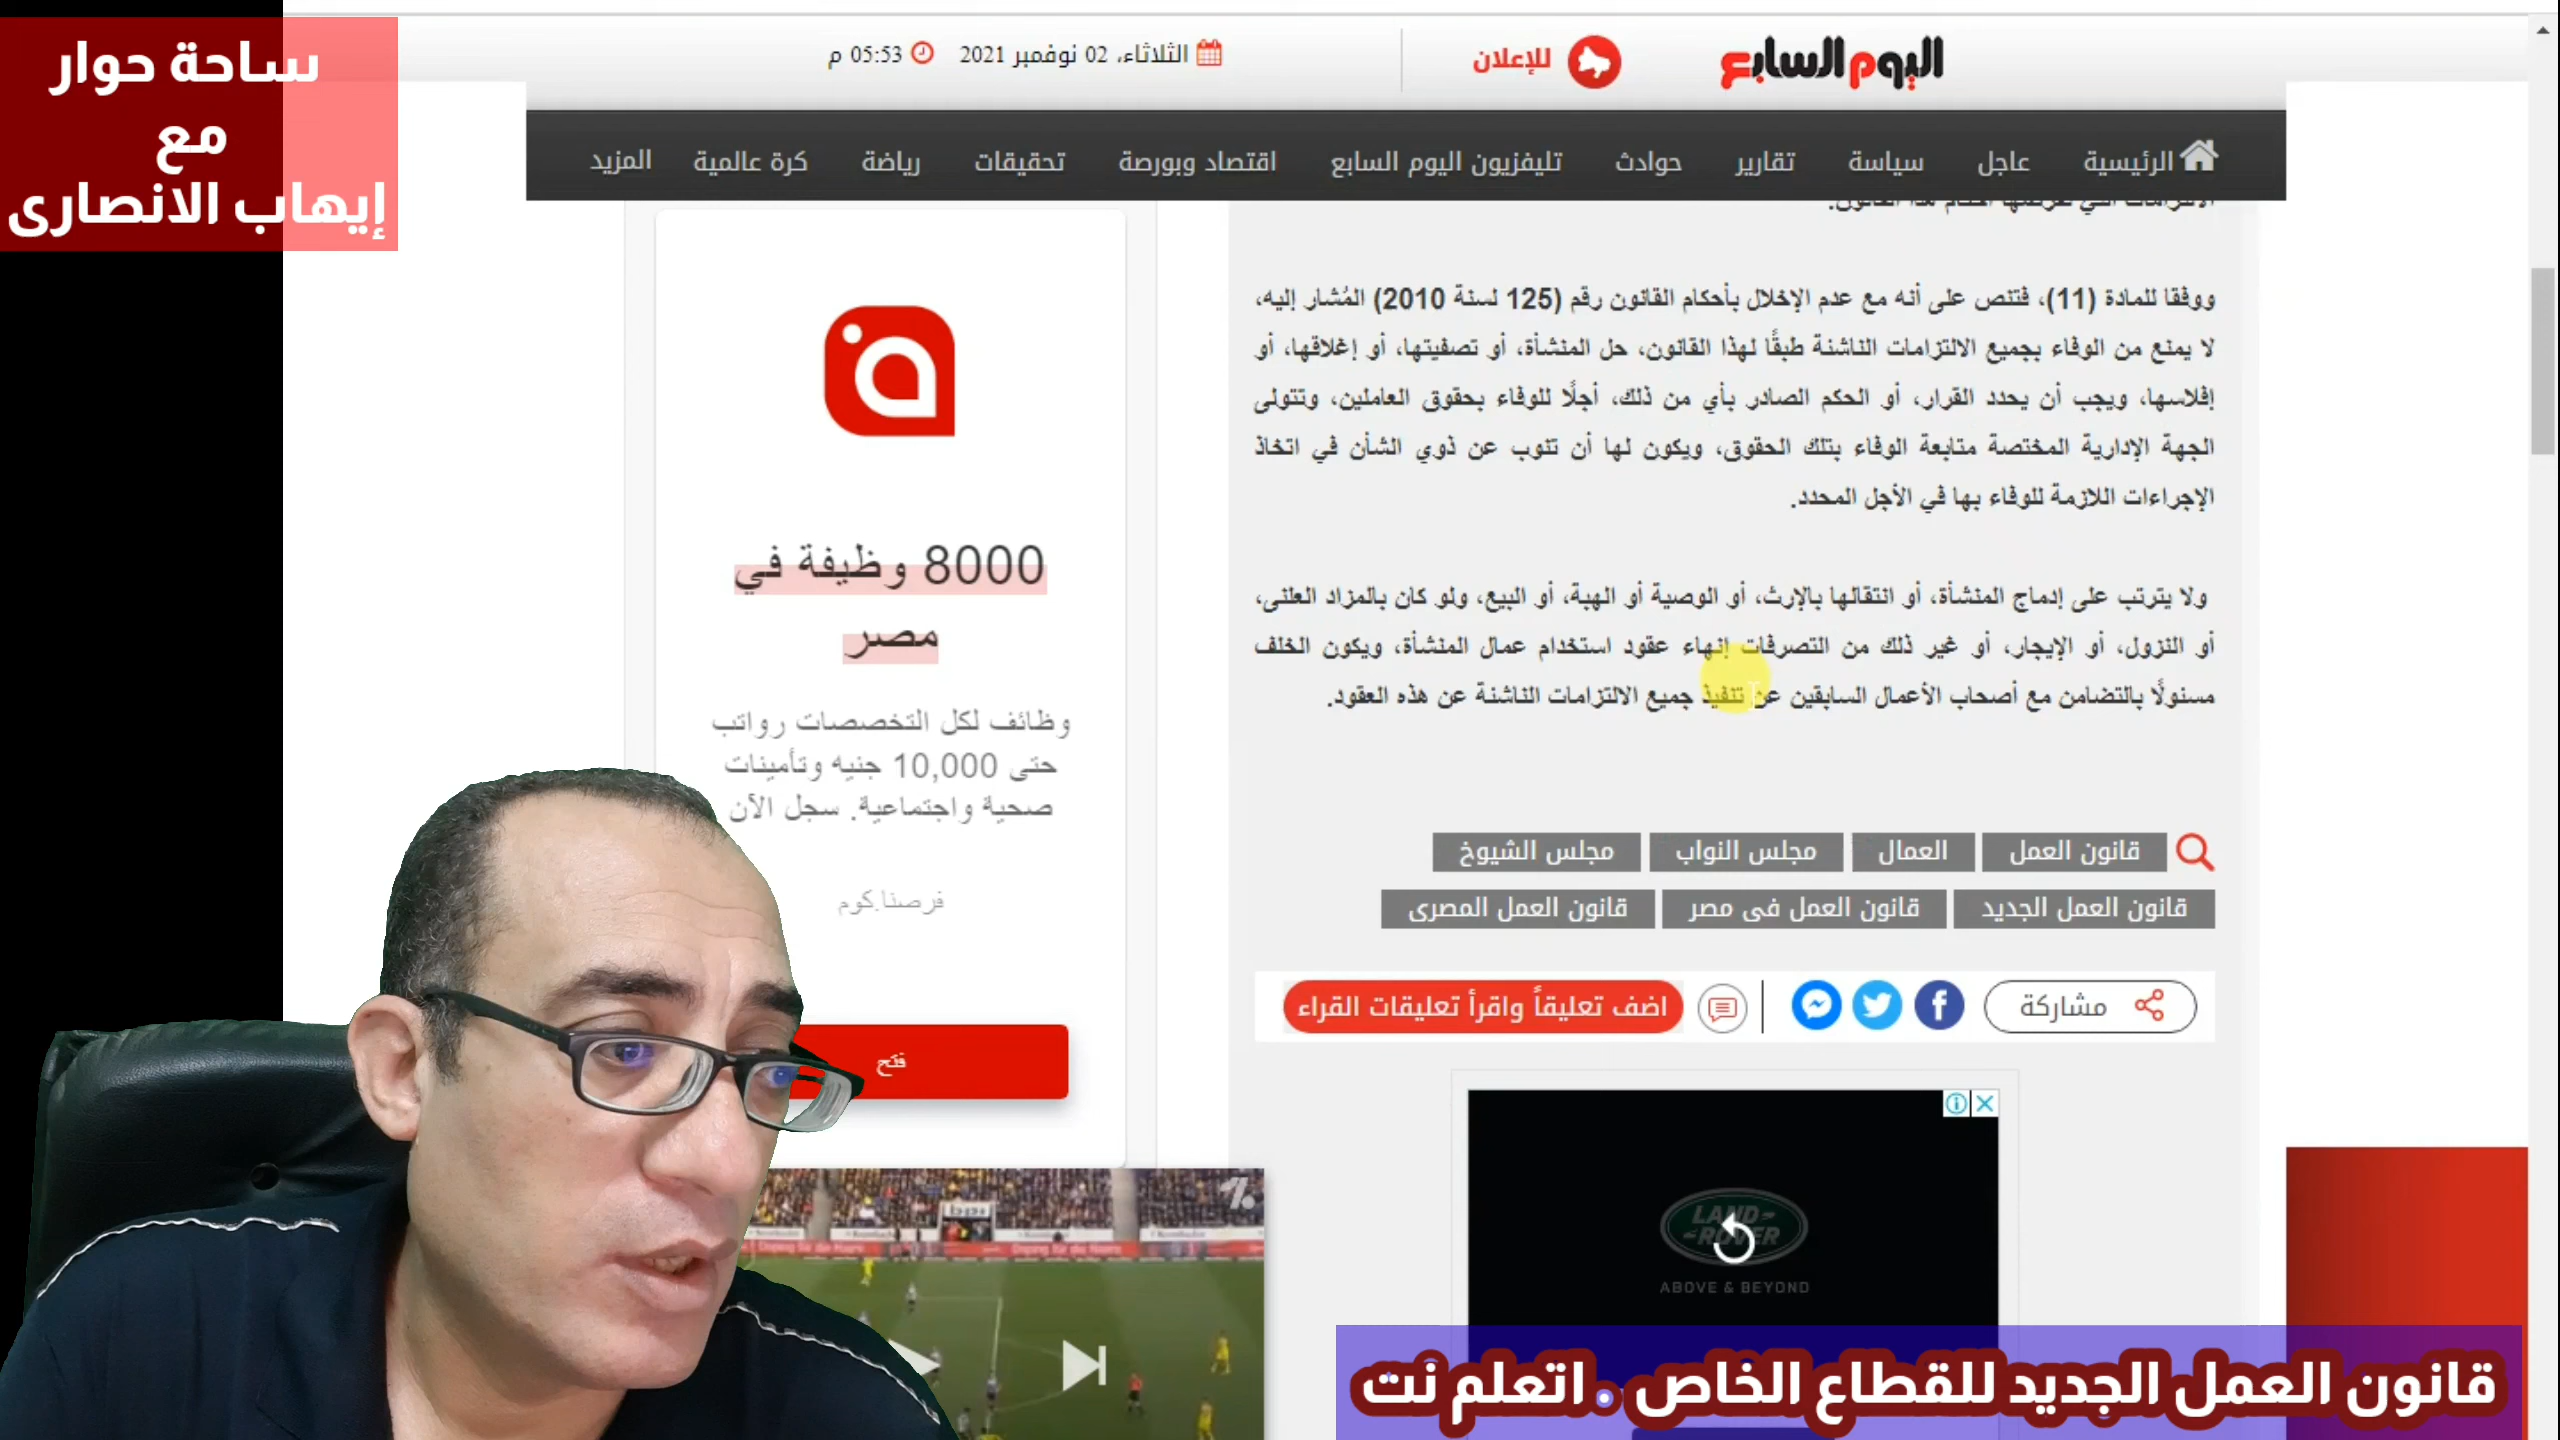 ساحة حوار
مع
إيهاب الانصارى
اليوم السابع
للإعلان
الثلاثاء، 02 نوفمبر 2021
05:53 م
الرئيسية عاجل سياسة تقارير حوادث تليفزيون اليوم السابع اقتصاد وبورصة تحقيقات رياضة كرة عالمية المزيد
ووفقا للمادة (11)، فتنص على أنه مع عدم الإخلال بأحكام القانون رقم (125 لسنة 2010) المُشار إليه،
لا يمنع من الوفاء بجميع الالتزامات الناشئة طبقًا لهذا القانون، حل المنشأة، أو تصفيتها، أو إغلاقها، أو
إفلاسها، ويجب أن يحدد القرار، أو الحكم الصادر بأي من ذلك، أجلًا للوفاء بحقوق العاملين، وتتولى
الجهة الإدارية المختصة متابعة الوفاء بتلك الحقوق، ويكون لها أن تنوب عن ذوي الشأن في اتخاذ
الإجراءات اللازمة للوفاء بها في الأجل المحدد.
ولا يترتب على إدماج المنشأة، أو انتقالها بالإرث، أو الوصية أو الهبة، أو البيع، ولو كان بالمزاد العلنى،
أو النزول، أو الإيجار، أو غير ذلك من التصرفات إنهاء عقود استخدام عمال المنشأة، ويكون الخلف
مسئولًا بالتضامن مع أصحاب الأعمال السابقين عن تنفيذ جميع الالتزامات الناشئة عن هذه العقود.
قانون العمل العمال مجلس النواب مجلس الشيوخ
قانون العمل الجديد قانون العمل فى مصر قانون العمل المصرى
مشاركة
اضف تعليقاً واقرأ تعليقات القراء
8000 وظيفة في
مصر
وظائف لكل التخصصات رواتب
حتى 10,000 جنيه وتأمينات
صحية واجتماعية. سجل الآن
فرصنا.كوم
فتح
LAND-
-ROVER
ABOVE & BEYOND
قانون العمل الجديد للقطاع الخاص . اتعلم نت